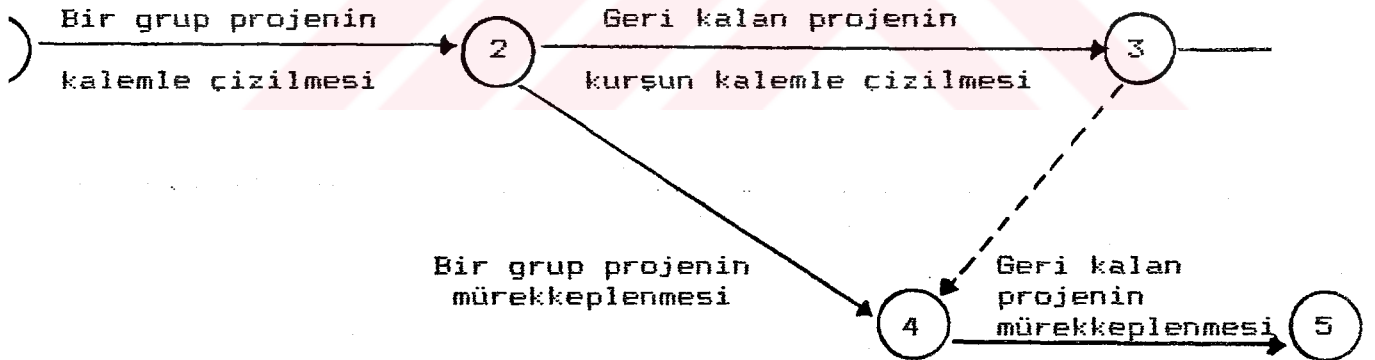 Bir grup projenin
kalemle çizilmesi
2
Geri kalan projenin
kurşun kalemle çizilmesi
3
Bir grup projenin
mürekkeplenmesi
4
Geri kalan
projenin
mürekkeplenmesi
5